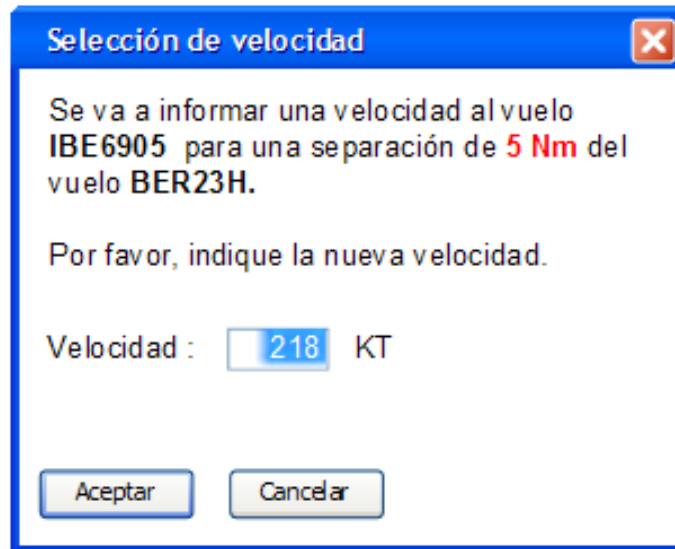 Selección de velocidad
Se va a informar una velocidad al vuelo
IBE6905 para una separación de 5 Nm del
vuelo BER23H.
Por favor, indique la nueva velocidad.
Velocidad : 218 KT
Aceptar Cancelar